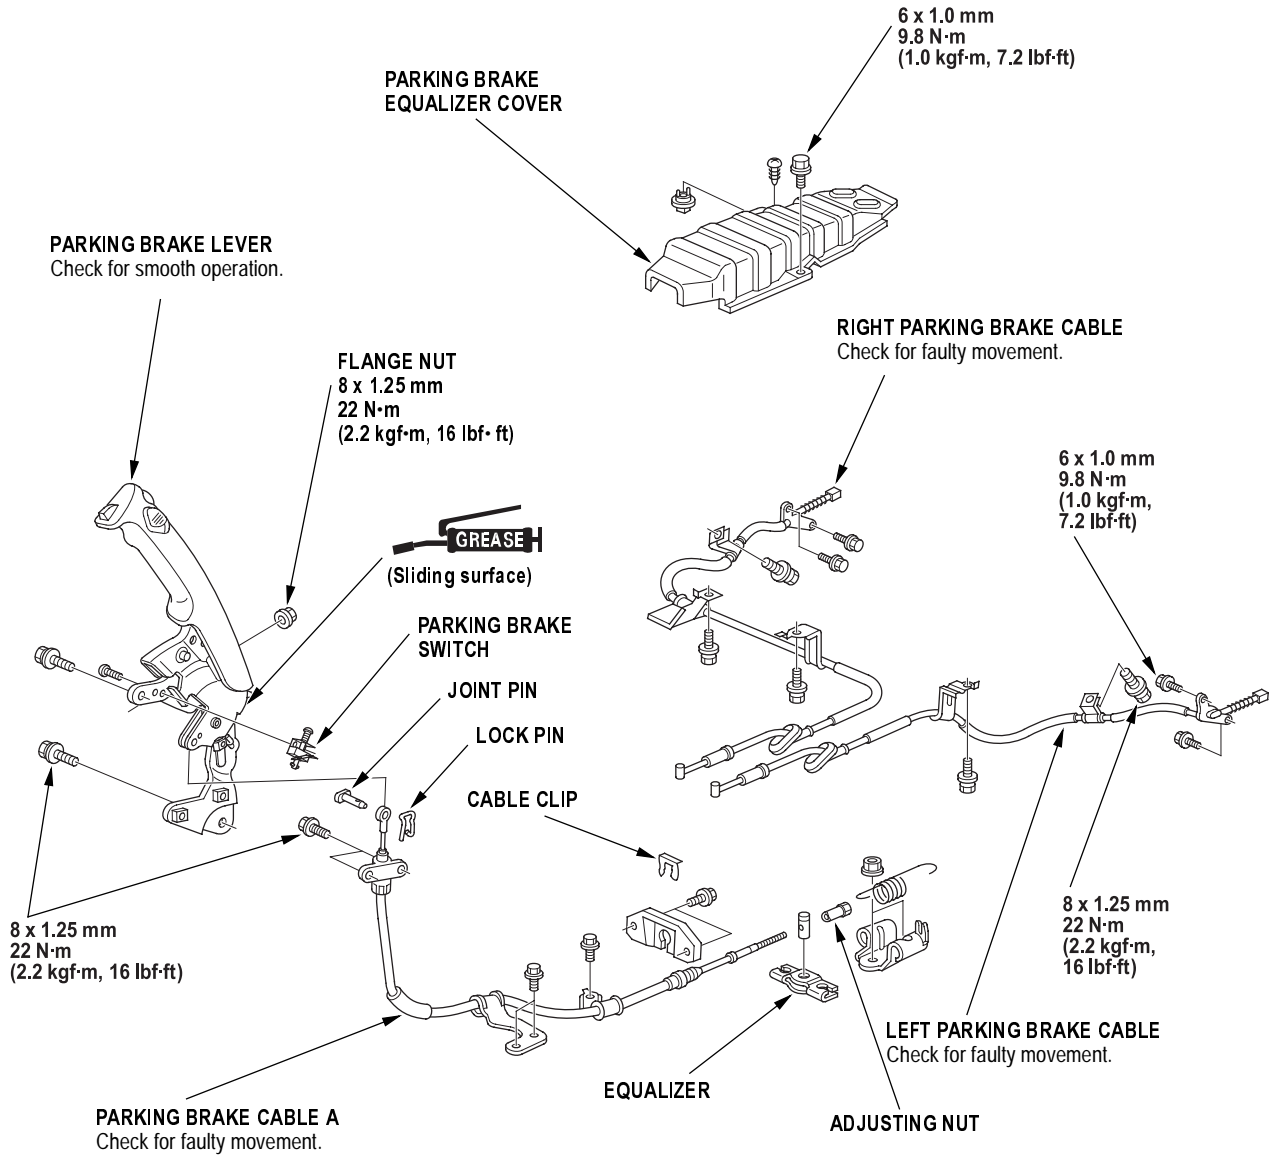 6 x 1.0 mm
9.8 N·m
(1.0 kgf·m, 7.2 lbf·ft)
PARKING BRAKE
EQUALIZER COVER
PARKING BRAKE LEVER
Check for smooth operation.
RIGHT PARKING BRAKE CABLE
Check for faulty movement.
FLANGE NUT
8 x 1.25 mm
22 N·m
(2.2 kgf·m, 16 lbf· ft)
6 x 1.0 mm
9.8 N·m
(1.0 kgf·m,
7.2 lbf·ft)
GREASE
(Sliding surface)
PARKING BRAKE
SWITCH
JOINT PIN
LOCK PIN
CABLE CLIP
8 x 1.25 mm
22 N·m
(2.2 kgf·m, 16 lbf·ft)
8 x 1.25 mm
22 N·m
(2.2 kgf·m,
16 lbf·ft)
LEFT PARKING BRAKE CABLE
Check for faulty movement.
EQUALIZER
ADJUSTING NUT
PARKING BRAKE CABLE A
Check for faulty movement.